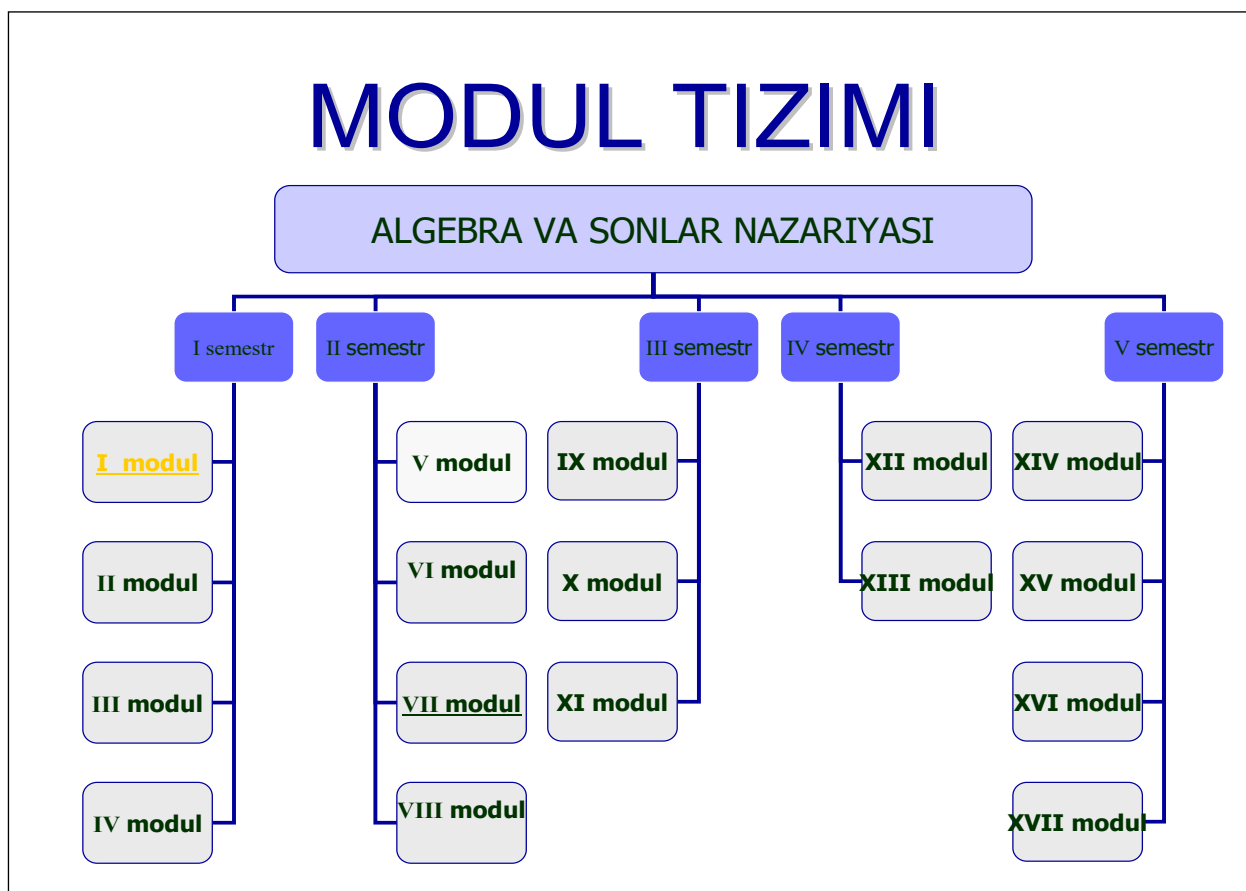 MODUL TIZIMI
ALGEBRA VA SONLAR NAZARIYASI
I semestr
II semestr
III semestr
IV semestr
V semestr
I modul
V modul
IX modul
XII modul
XIV modul
II modul
VI modul
X modul
XIII modul
XV modul
III modul
VII modul
XI modul
XVI modul
IV modul
VIII modul
XVII modul